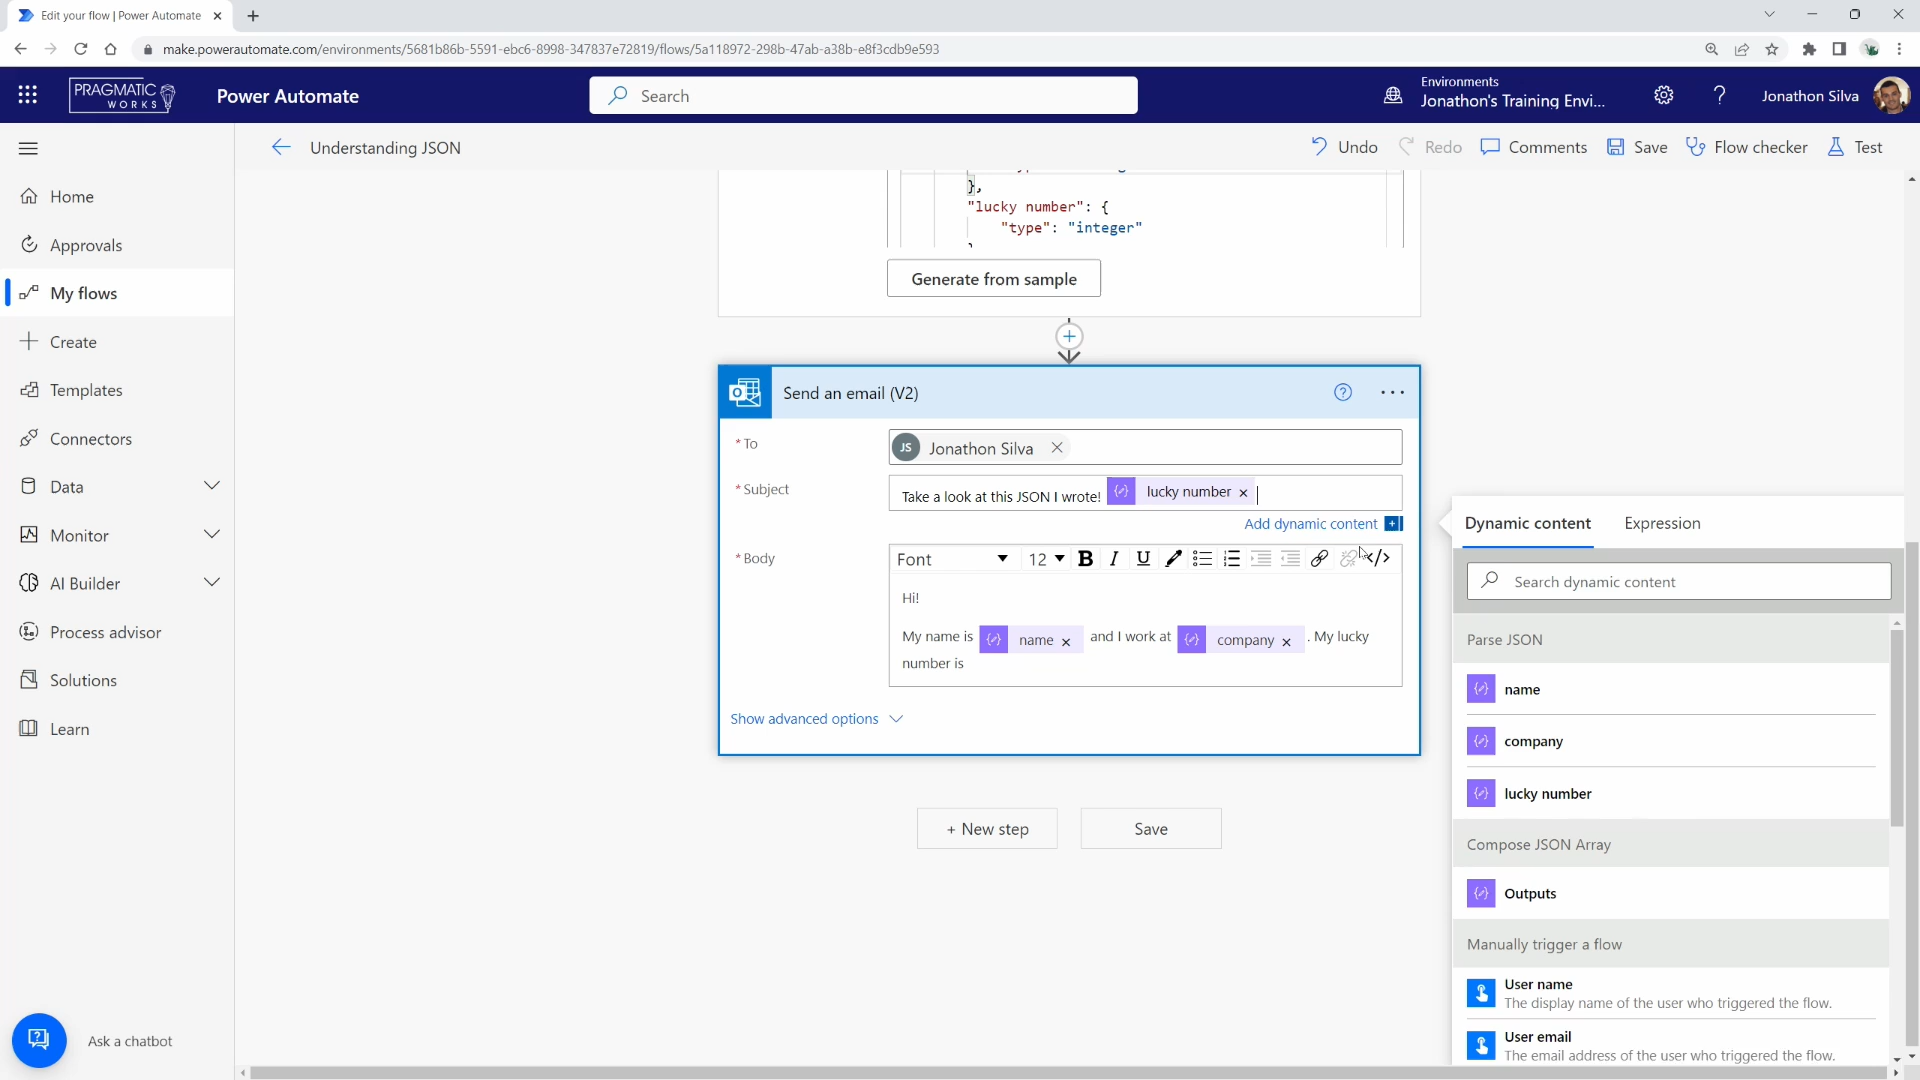 Edit your flow | Power Automate
make.powerautomate.com/environments/5681b86b-5591-ebc6-8998-347837e72819/flows/5a118972-298b-47ab-a38b-e8f3cdb9e593
PRAGMATIC
WORKS
Power Automate
Search
Environments
Jonathon's Training Envi...
?
Jonathon Silva
Understanding JSON
Undo
Redo
Comments
Save
Flow checker
Test
Home
Approvals
My flows
Create
Templates
Connectors
Data
Monitor
AI Builder
Process advisor
Solutions
Learn
Ask a chatbot
},
"lucky number": {
"type": "integer"
Generate from sample
Send an email (V2)
* To
JS Jonathon Silva
* Subject
Take a look at this JSON I wrote! lucky number
Add dynamic content
* Body
Font 12 B I U </>
Hi!
My name is name and I work at company . My lucky
number is
Show advanced options
+ New step
Save
Dynamic content Expression
Search dynamic content
Parse JSON
name
company
lucky number
Compose JSON Array
Outputs
Manually trigger a flow
User name
The display name of the user who triggered the flow.
User email
The email address of the user who triggered the flow.